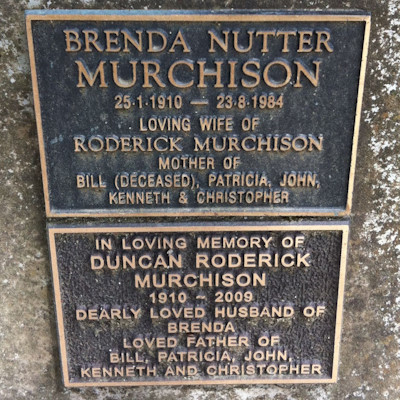 BRENDA NUTTER
MURCHISON
25·1·1910 — 23·8·1984
LOVING WIFE OF
RODERICK MURCHISON
MOTHER OF
BILL (DECEASED), PATRICIA, JOHN,
KENNETH & CHRISTOPHER
IN LOVING MEMORY OF
DUNCAN RODERICK
MURCHISON
1910 ~ 2009
DEARLY LOVED HUSBAND OF
BRENDA
LOVED FATHER OF
BILL, PATRICIA, JOHN,
KENNETH AND CHRISTOPHER